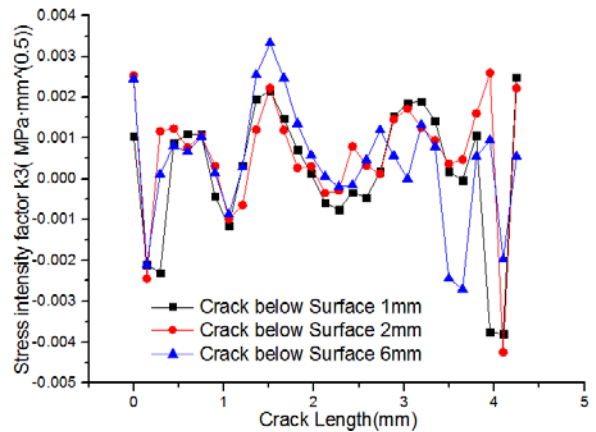 Stress intensity factor k3( MPa·mm^(0.5))
0.004
0.003
0.002
0.001
0.000
-0.001
-0.002
-0.003
-0.004
-0.005
Crack below Surface 1mm
Crack below Surface 2mm
Crack below Surface 6mm
0 1 2 3 4 5
Crack Length(mm)